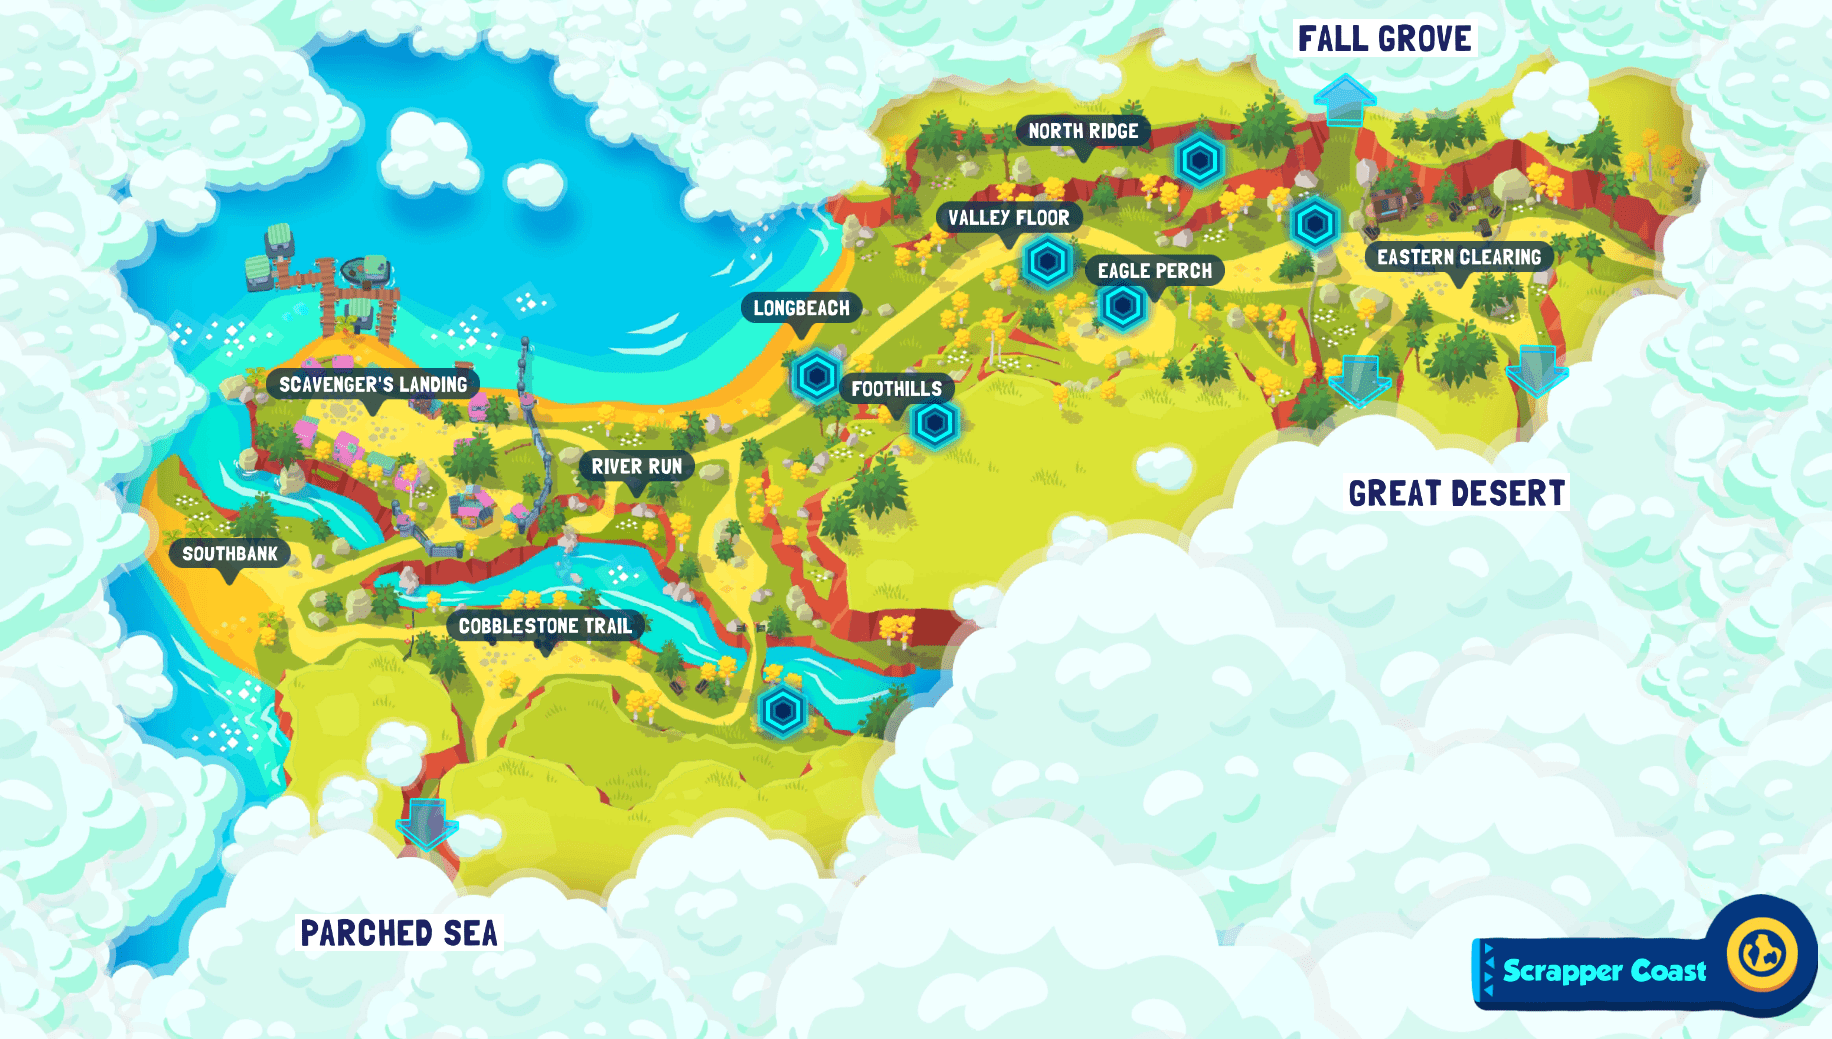 FALL GROVE
NORTH RIDGE
VALLEY FLOOR
EASTERN CLEARING
EAGLE PERCH
LONGBEACH
SCAVENGER'S LANDING
FOOTHILLS
RIVER RUN
GREAT DESERT
SOUTHBANK
COBBLESTONE TRAIL
PARCHED SEA
Scrapper Coast